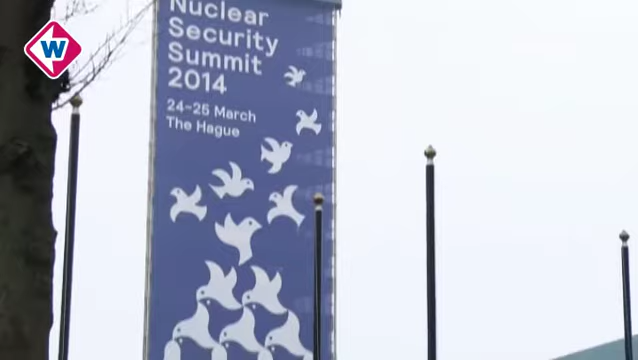 W
Nuclear
Security
Summit
2014
24-25 March
The Hague